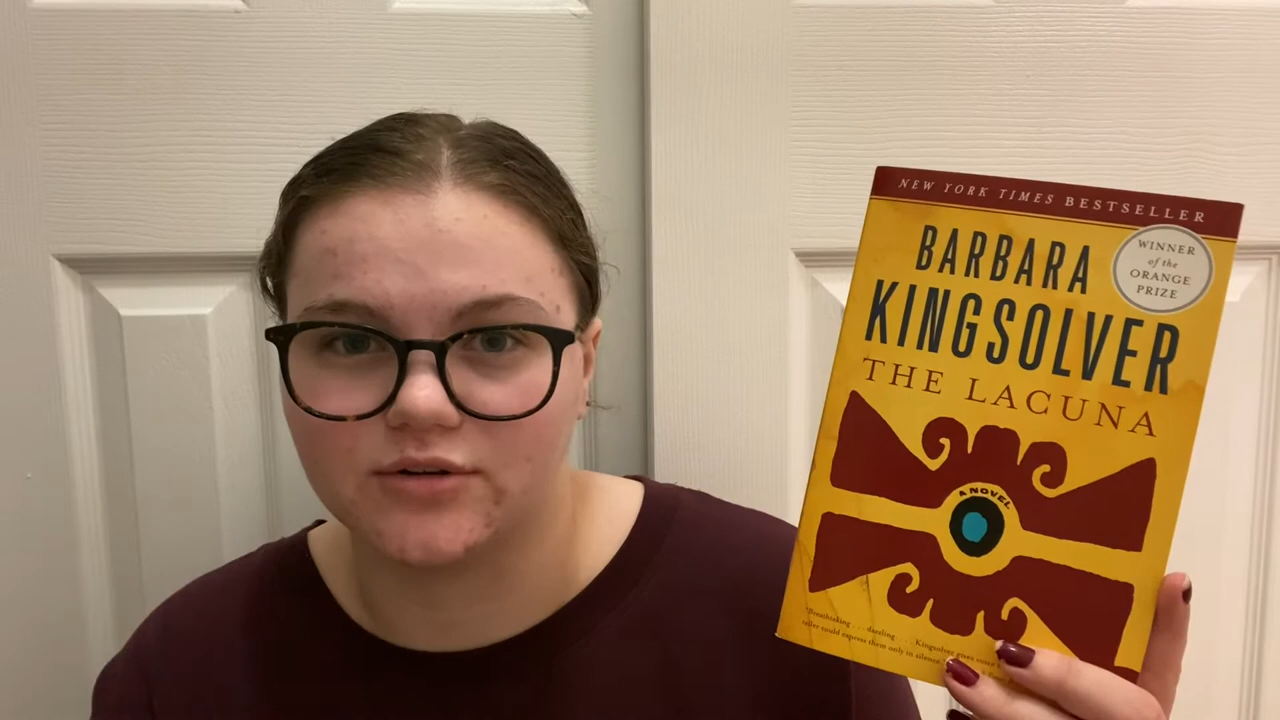 NEW YORK TIMES BESTSELLER
BARBARA
KINGSOLVER
WINNER
of the
ORANGE
PRIZE
THE LACUNA
A NOVEL
"Breathtaking . . . dazzling. . . . Kingsolver gives voice
could express them only in silence."